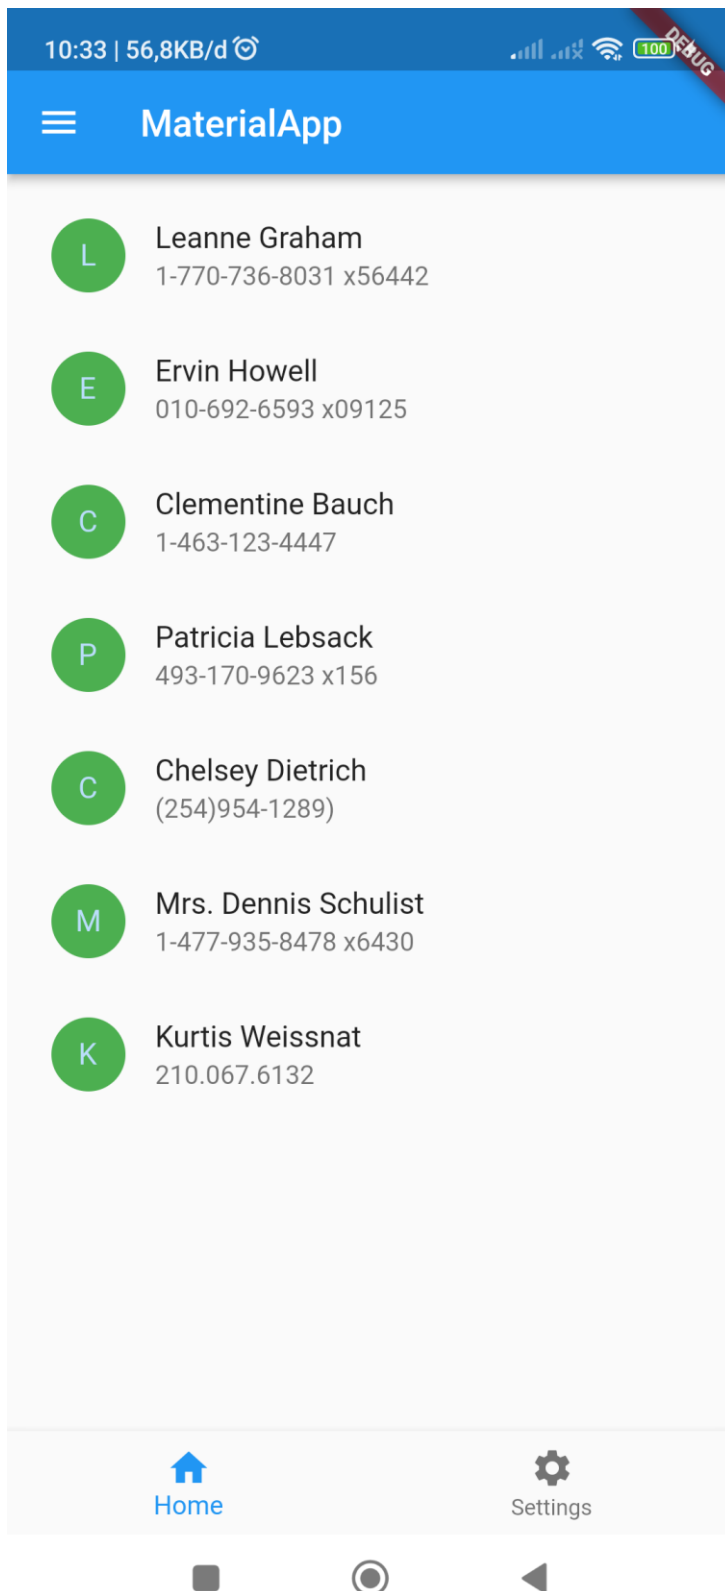 10:33 | 56,8KB/d
100
DEBUG
MaterialApp
L
Leanne Graham
1-770-736-8031 x56442
E
Ervin Howell
010-692-6593 x09125
C
Clementine Bauch
1-463-123-4447
P
Patricia Lebsack
493-170-9623 x156
C
Chelsey Dietrich
(254)954-1289)
M
Mrs. Dennis Schulist
1-477-935-8478 x6430
K
Kurtis Weissnat
210.067.6132
Home
Settings